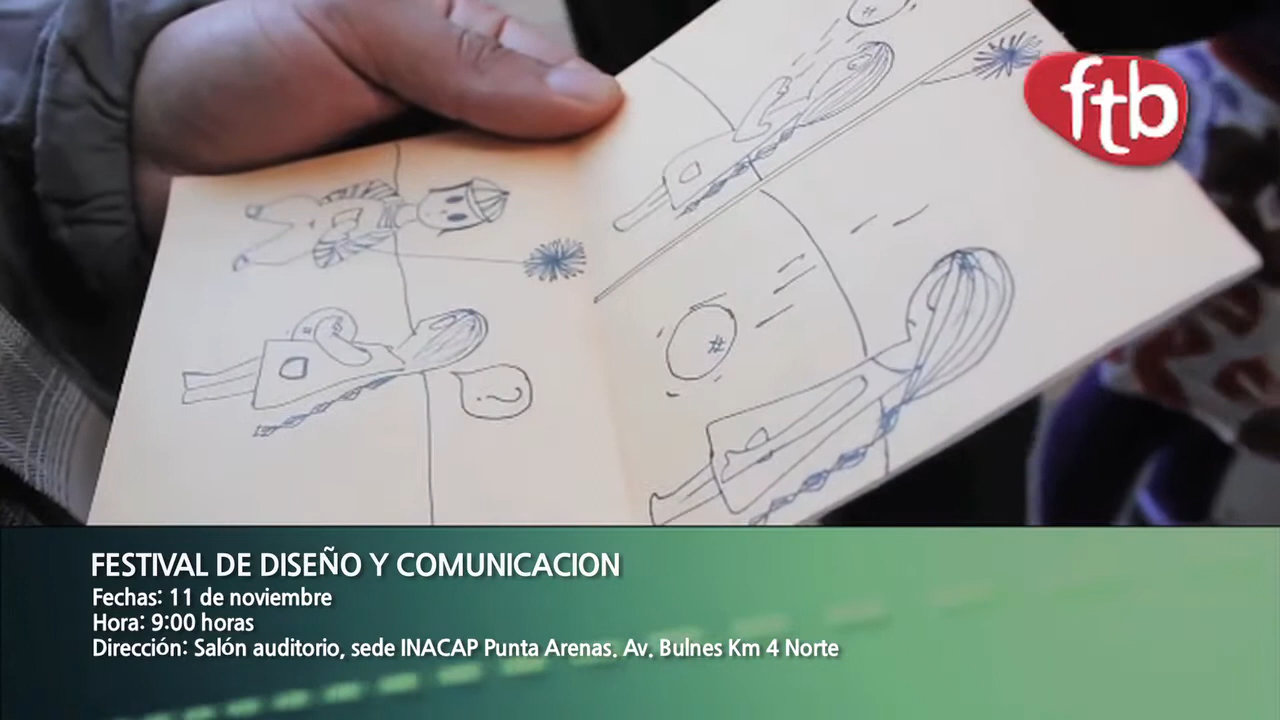 ftb
?
#
#
FESTIVAL DE DISEÑO Y COMUNICACION
Fechas: 11 de noviembre
Hora: 9:00 horas
Dirección: Salón auditorio, sede INACAP Punta Arenas. Av. Bulnes Km 4 Norte